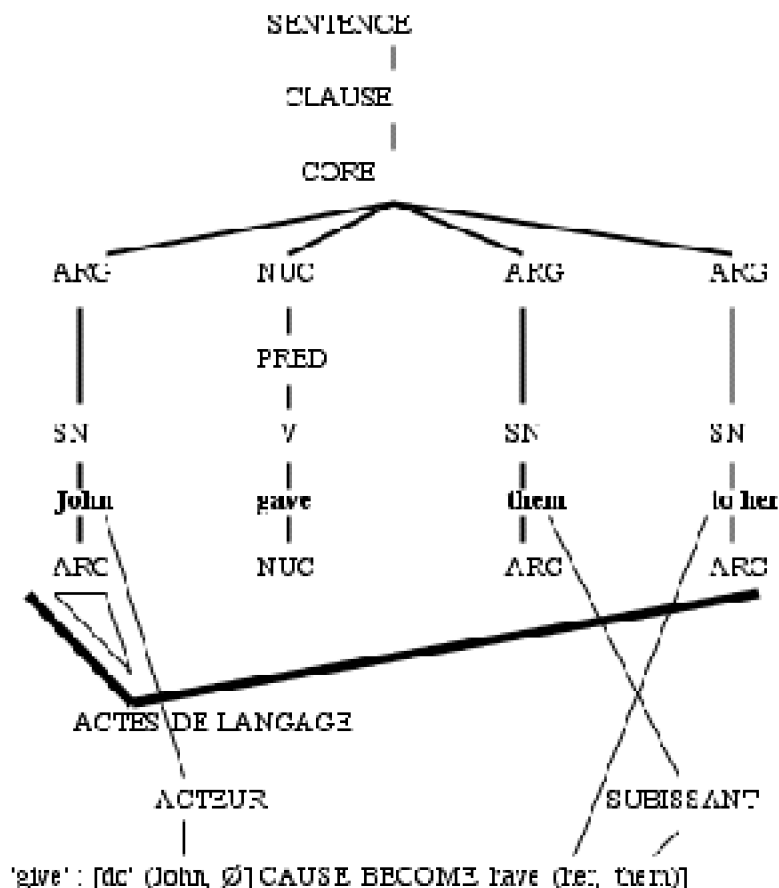 SENTENCE
CLAUSE
CORE
ARG NUC ARG ARG
PRED
SN V SN SN
John gave them to her
ARG NUC ARG ARG
ACTES DE LANGAGE
ACTEUR SUBISSANT
'give' : [do' (John, Ø] CAUSE BECOME have (her, them)]